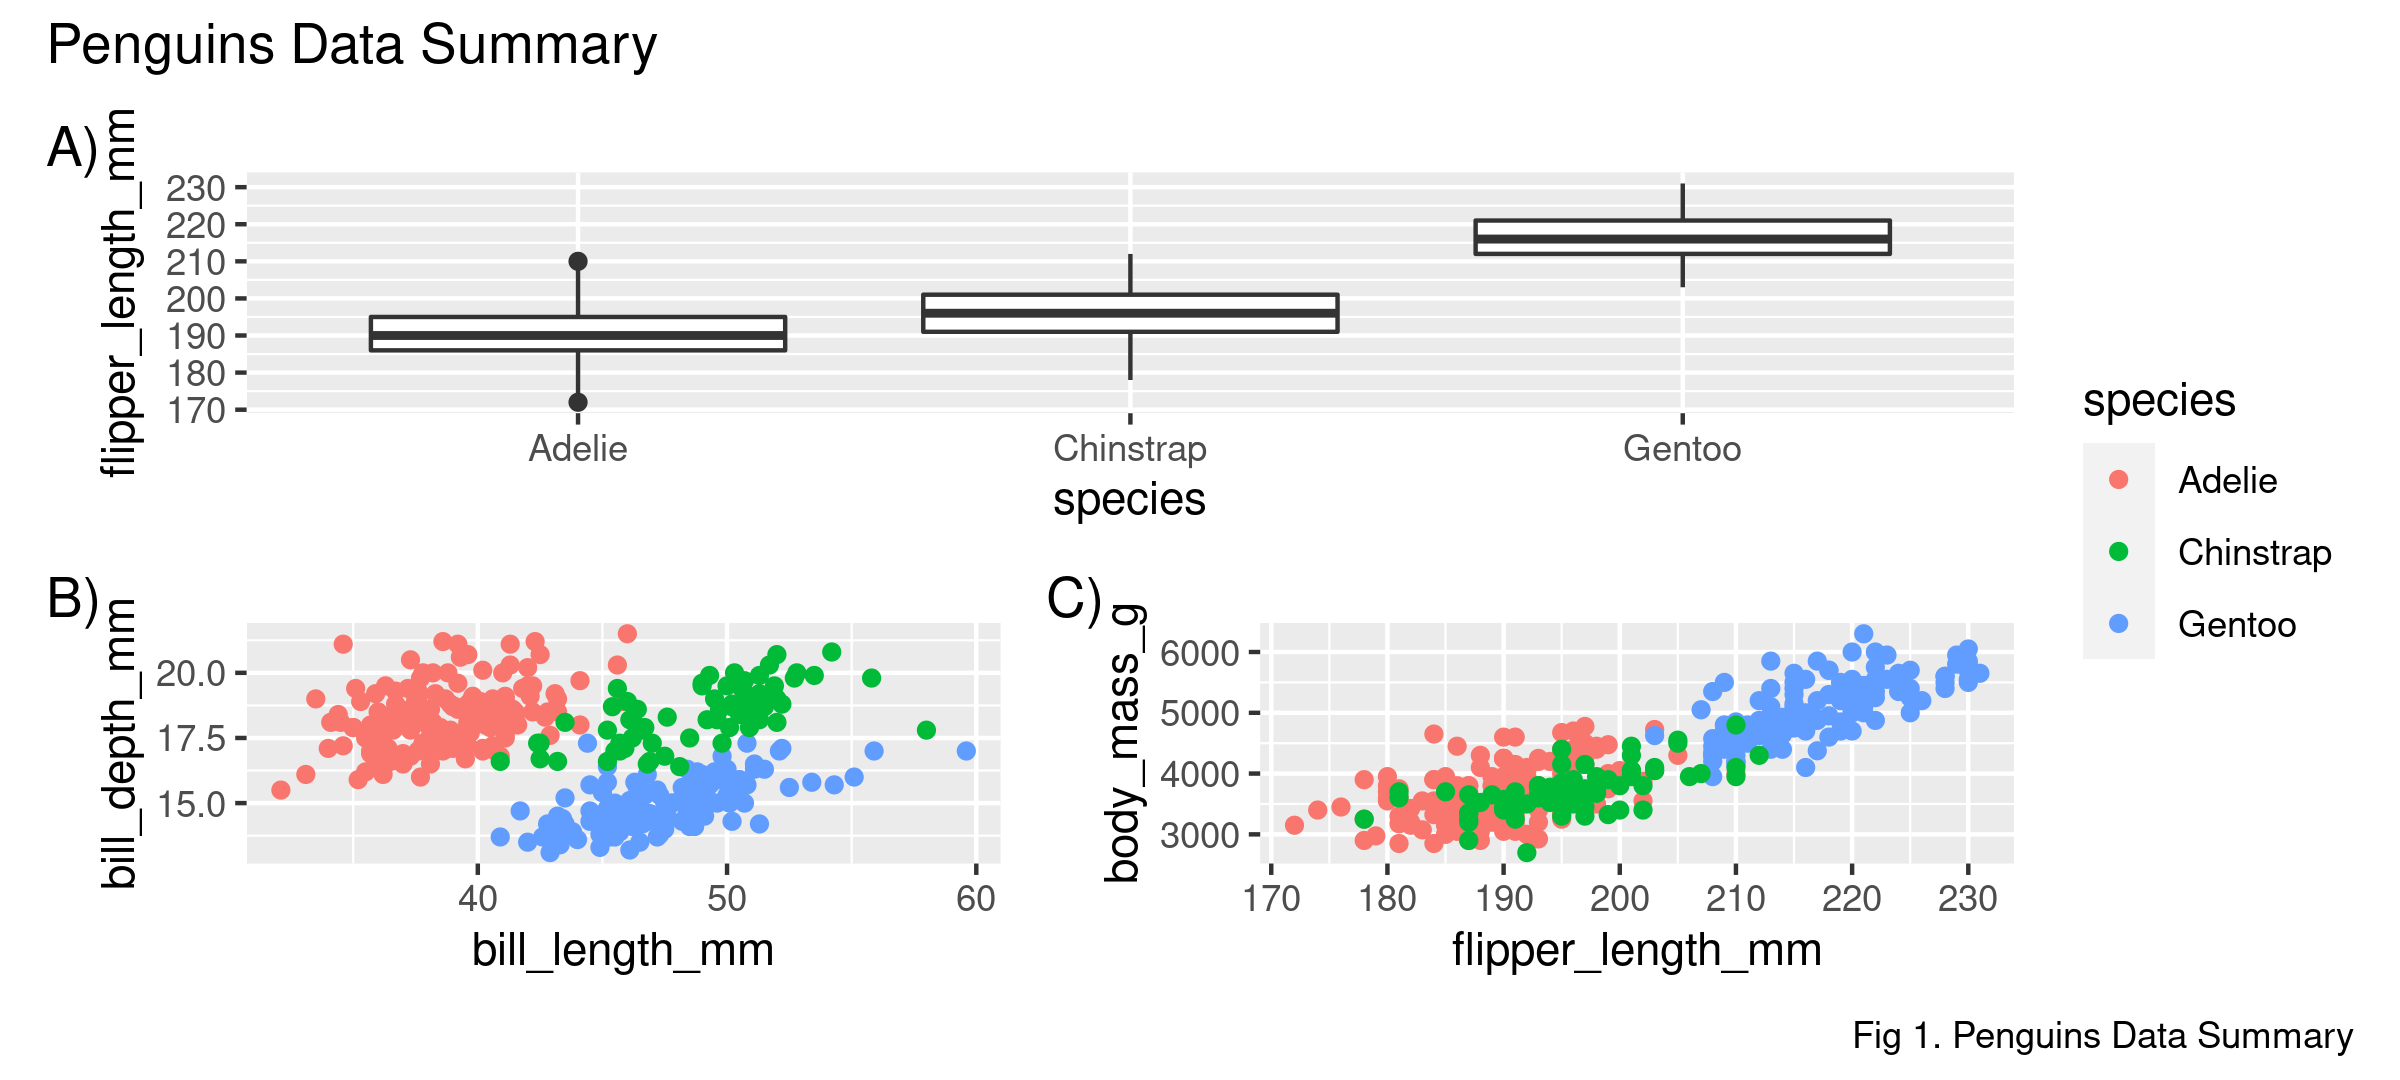 Penguins Data Summary
A)
flipper_length_mm
230
220
210
200
190
180
170
Adelie Chinstrap Gentoo
species
B)
bill_depth_mm
20.0
17.5
15.0
40 50 60
bill_length_mm
C)
body_mass_g
6000
5000
4000
3000
170 180 190 200 210 220 230
flipper_length_mm
species
Adelie
Chinstrap
Gentoo
Fig 1. Penguins Data Summary